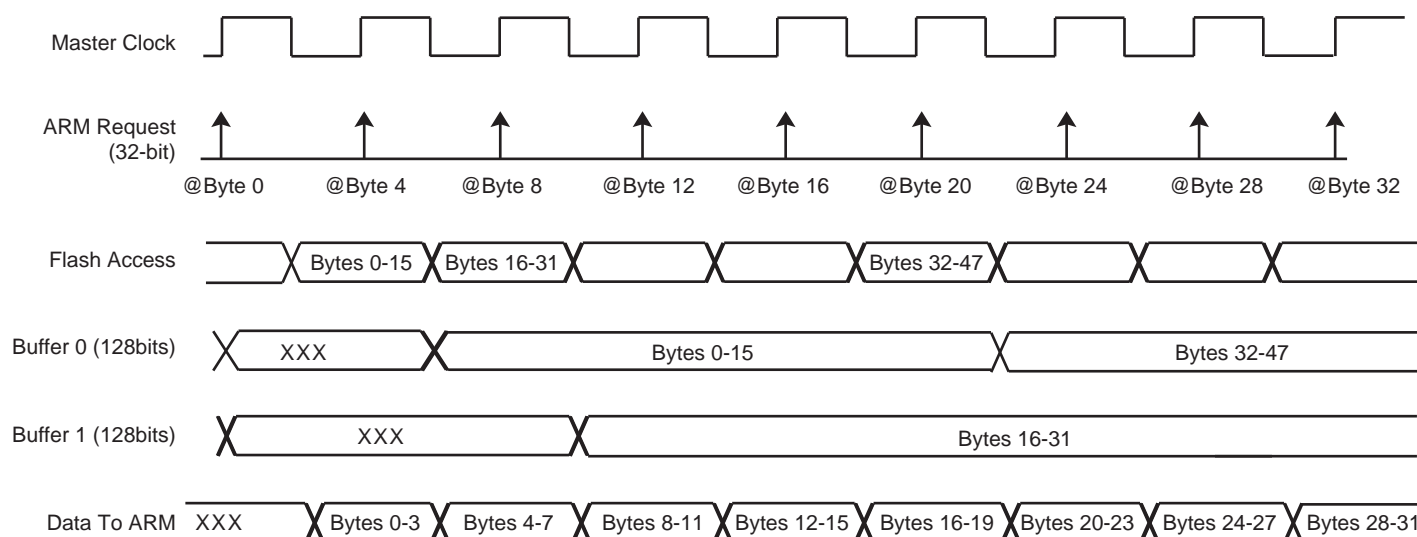 Master Clock
ARM Request
(32-bit)
@Byte 0 @Byte 4 @Byte 8 @Byte 12 @Byte 16 @Byte 20 @Byte 24 @Byte 28 @Byte 32
Flash Access Bytes 0-15 Bytes 16-31 Bytes 32-47
Buffer 0 (128bits) XXX Bytes 0-15 Bytes 32-47
Buffer 1 (128bits) XXX Bytes 16-31
Data To ARM XXX Bytes 0-3 Bytes 4-7 Bytes 8-11 Bytes 12-15 Bytes 16-19 Bytes 20-23 Bytes 24-27 Bytes 28-31